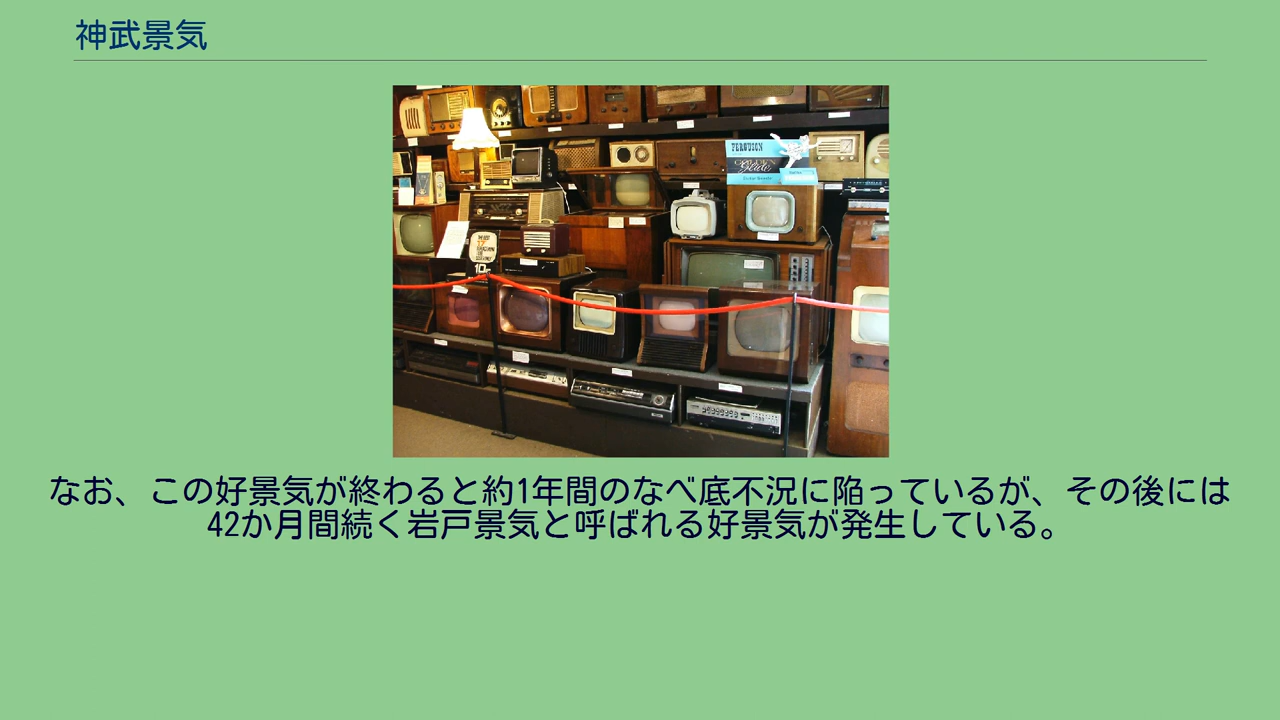 神武景気
FERGUSON
Glide
なお、この好景気が終わると約1年間のなべ底不況に陥っているが、その後には
42か月間続く岩戸景気と呼ばれる好景気が発生している。